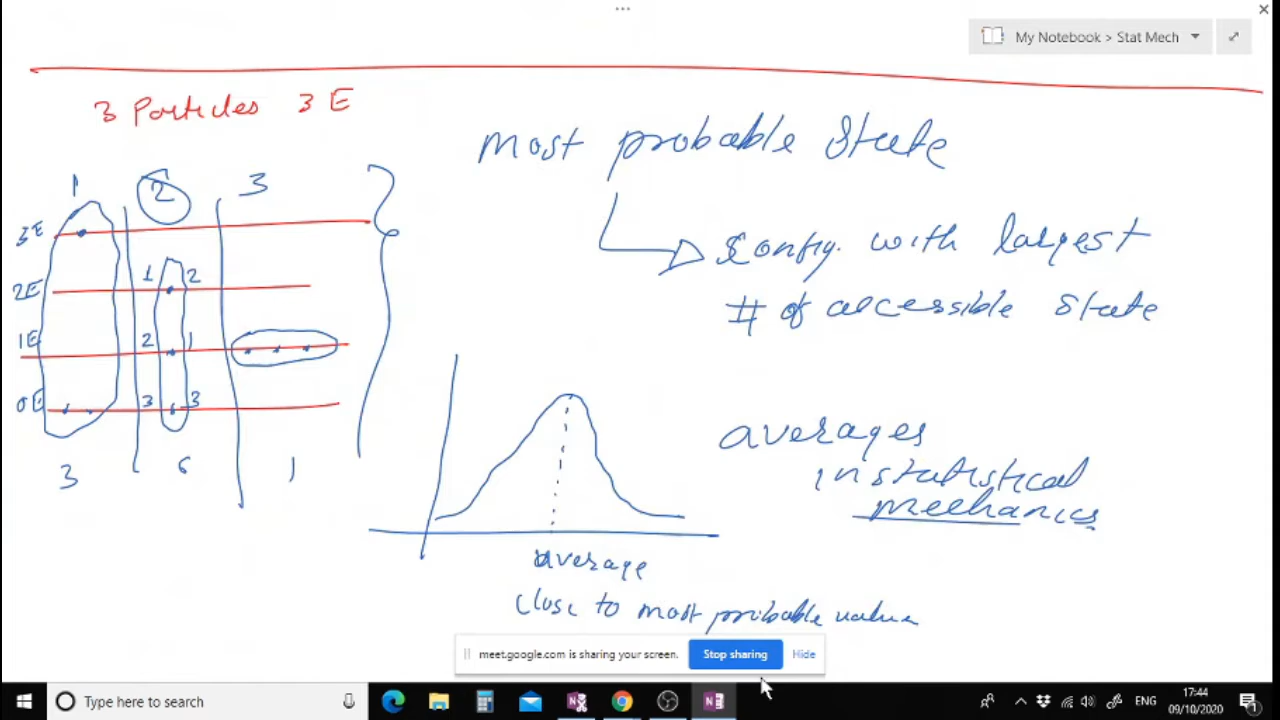 My Notebook > Stat Mech
3 Particles 3 E
most probable State
1 2 3
3E
2E
1E
0E
1 2
2 1
3 3
3 6 1
Config. with largest
# of accessible State
averages
in statistical
mechanics
average
close to most probable value
meet.google.com is sharing your screen.
Stop sharing
Hide
Type here to search
ENG
17:44
09/10/2020
1